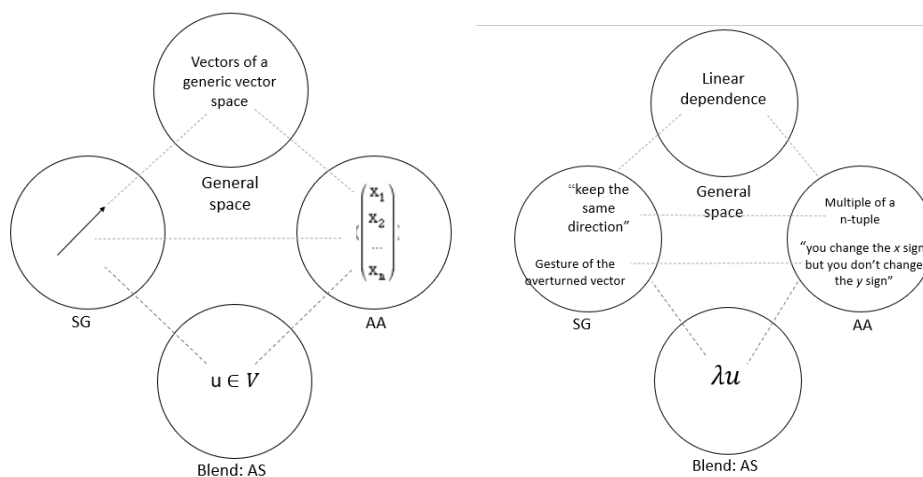 Vectors of a
generic vector
space
General
space
x₁
x₂
...
xₙ
SG
AA
u ∈ V
Blend: AS
Linear
dependence
General
space
“keep the
same
direction”
Gesture of the
overturned vector
Multiple of a
n-tuple
“you change the x sign
but you don’t change
the y sign”
SG
AA
λu
Blend: AS